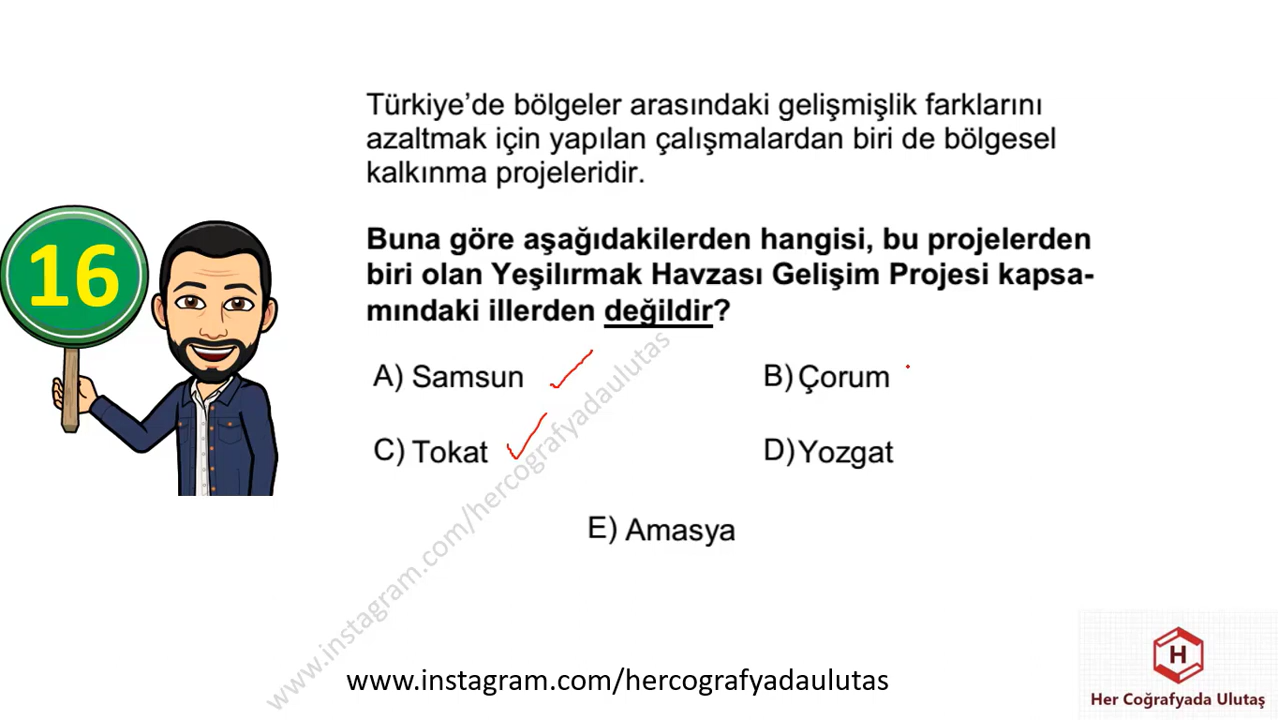 16
Türkiye’de bölgeler arasındaki gelişmişlik farklarını
azaltmak için yapılan çalışmalardan biri de bölgesel
kalkınma projeleridir.
Buna göre aşağıdakilerden hangisi, bu projelerden
biri olan Yeşilırmak Havzası Gelişim Projesi kapsa-
mındaki illerden değildir?
A) Samsun
B) Çorum
C) Tokat
D) Yozgat
E) Amasya
www.instagram.com/hercografyadaulutas
www.instagram.com/hercografyadaulutas
H
Her Coğrafyada Ulutaş